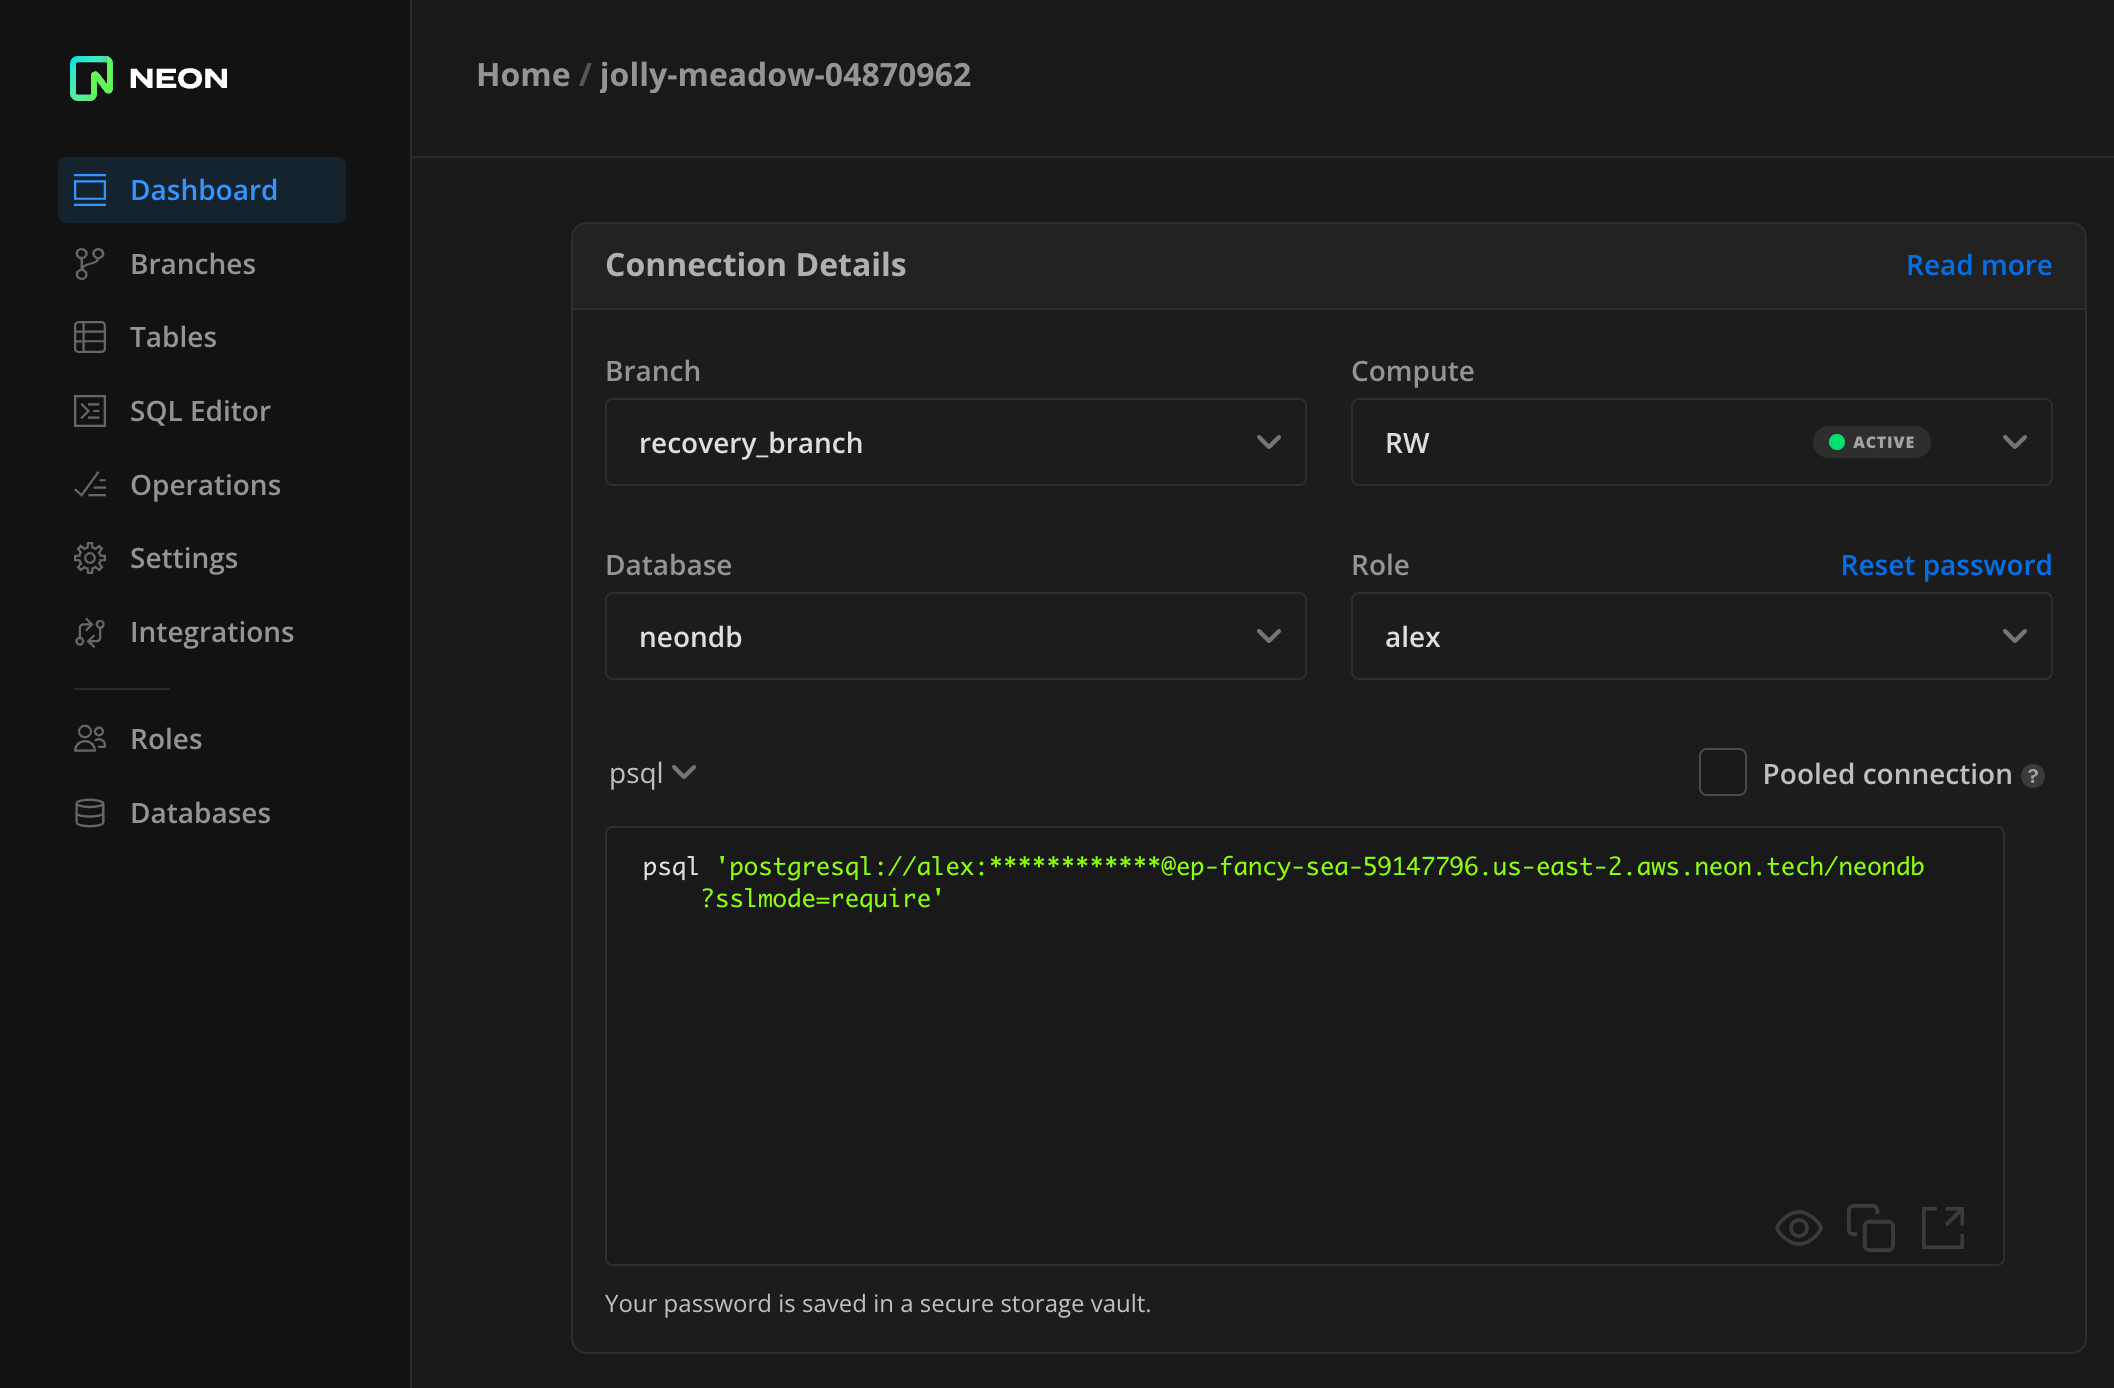 NEON
Home / jolly-meadow-04870962
Dashboard
Branches
Tables
SQL Editor
Operations
Settings
Integrations
Roles
Databases
Connection Details
Read more
Branch
recovery_branch
Compute
RW
ACTIVE
Database
neondb
Role
Reset password
alex
psql
Pooled connection ?
psql 'postgresql://alex:************@ep-fancy-sea-59147796.us-east-2.aws.neon.tech/neondb
?sslmode=require'
Your password is saved in a secure storage vault.